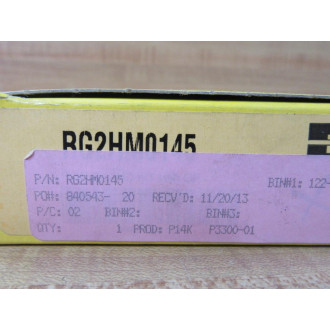 RG2HM0145
P/N: RG2HM0145 BIN#1: 122-
PO#: 840543- 20 RECV'D: 11/20/13
P/C: 02 BIN#2: BIN#3:
QTY: 1 PROD: P14K P3300-01